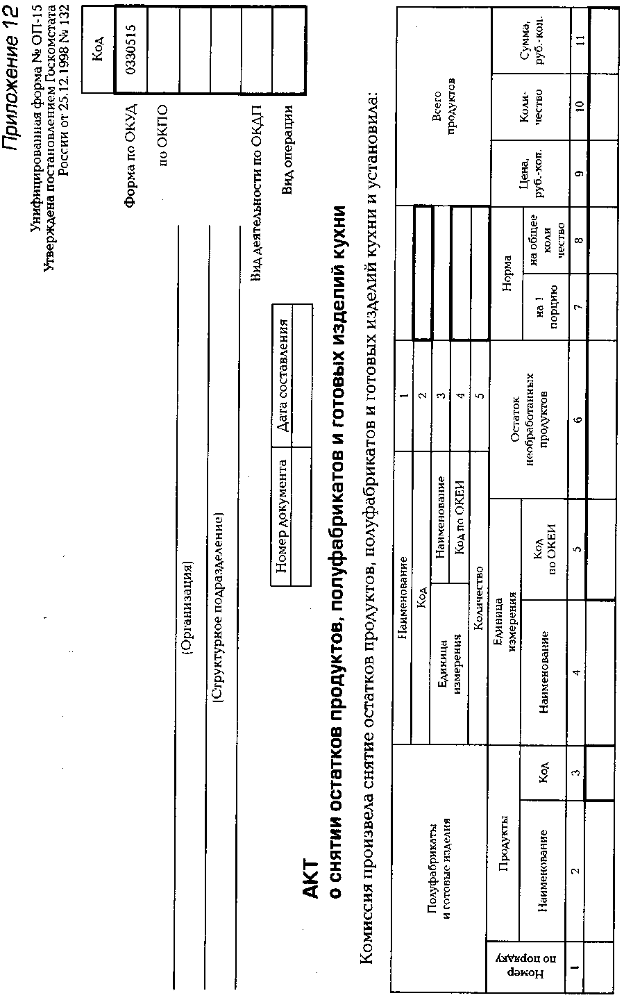 Приложение 12
Унифицированная форма № ОП-15
Утверждена постановлением Госкомстата
России от 25.12.1998 № 132
Код
Форма по ОКУД
0330515
по ОКПО
(Организация)
(Структурное подразделение)
Вид деятельности по ОКДП
Вид операции
Номер документа
Дата составления
АКТ
о снятии остатков продуктов, полуфабрикатов и готовых изделий кухни
Комиссия произвела снятие остатков продуктов, полуфабрикатов и готовых изделий кухни и установила:
Полуфабрикаты
и готовые изделия
Наименование
1
Код
2
Единица
измерения
Наименование
3
Код по ОКЕИ
4
Количество
5
Всего
продуктов
Номер
по порядку
Продукты
Наименование
Код
Единица
измерения
Наименование
Код
по ОКЕИ
Остаток
необработанных
продуктов
Норма
на 1
порцию
на общее
коли
чество
Цена,
руб.-коп.
Коли-
чество
Сумма,
руб.-коп.
1
2
3
4
5
6
7
8
9
10
11